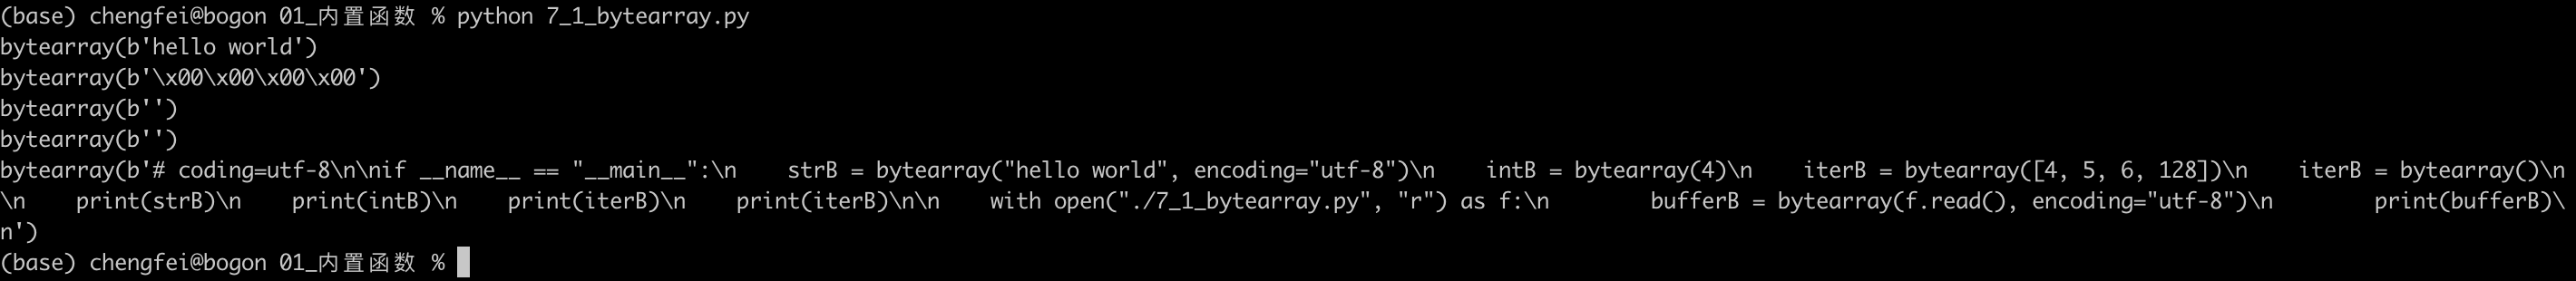 (base) chengfei@bogon 01_内置函数 % python 7_1_bytearray.py
bytearray(b'hello world')
bytearray(b'\x00\x00\x00\x00')
bytearray(b'')
bytearray(b'')
bytearray(b'# coding=utf-8\n\nif __name__ == "__main__":\n    strB = bytearray("hello world", encoding="utf-8")\n    intB = bytearray(4)\n    iterB = bytearray([4, 5, 6, 128])\n    iterB = bytearray()\n
\n    print(strB)\n    print(intB)\n    print(iterB)\n    print(iterB)\n\n    with open("./7_1_bytearray.py", "r") as f:\n        bufferB = bytearray(f.read(), encoding="utf-8")\n        print(bufferB)\
n')
(base) chengfei@bogon 01_内置函数 %